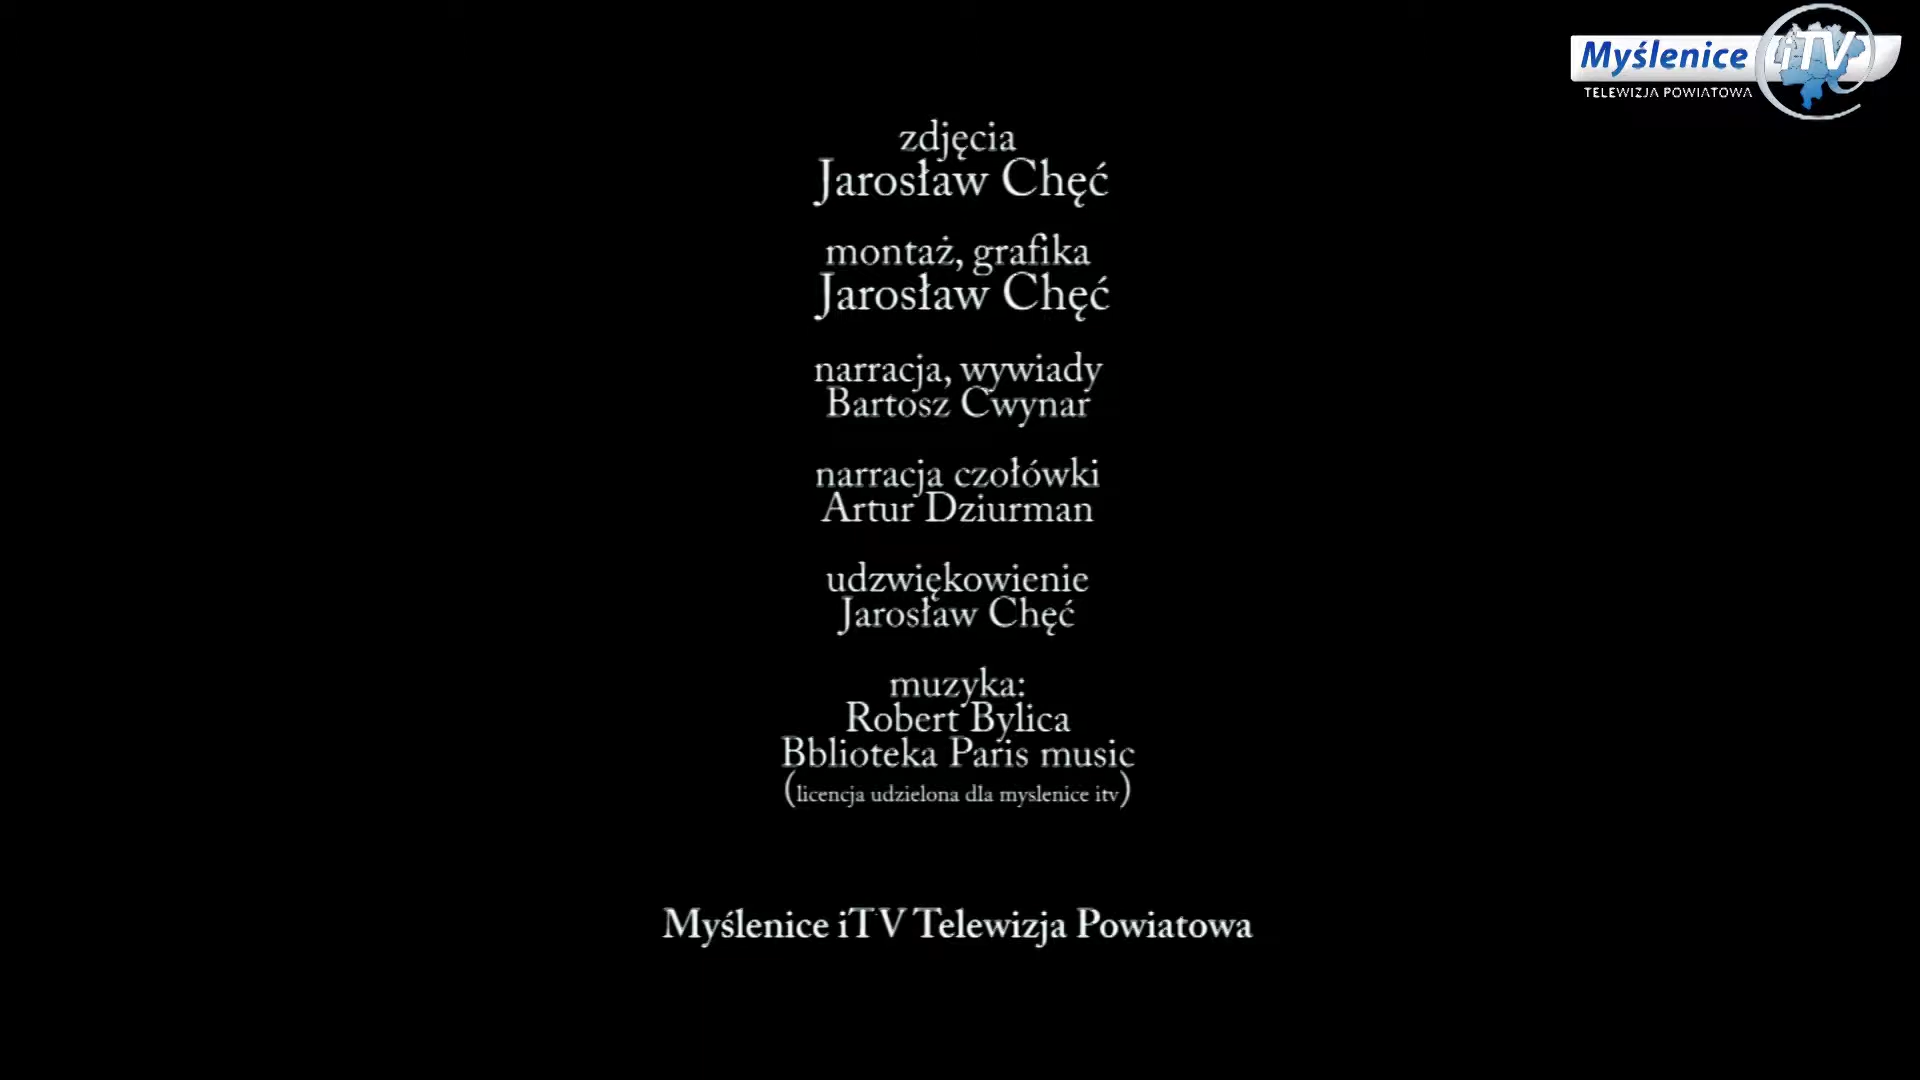 Myślenice iTV
TELEWIZJA POWIATOWA
zdjęcia
Jarosław Chęć
montaż, grafika
Jarosław Chęć
narracja, wywiady
Bartosz Cwynar
narracja czołówki
Artur Dziurman
udzwiękowienie
Jarosław Chęć
muzyka:
Robert Bylica
Bblioteka Paris music
(licencja udzielona dla myslenice itv)
Myślenice iTV Telewizja Powiatowa